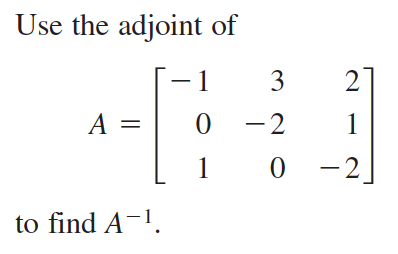 Use the adjoint of
−1 3 2
A = 0 −2 1
1 0 −2
to find A⁻¹.